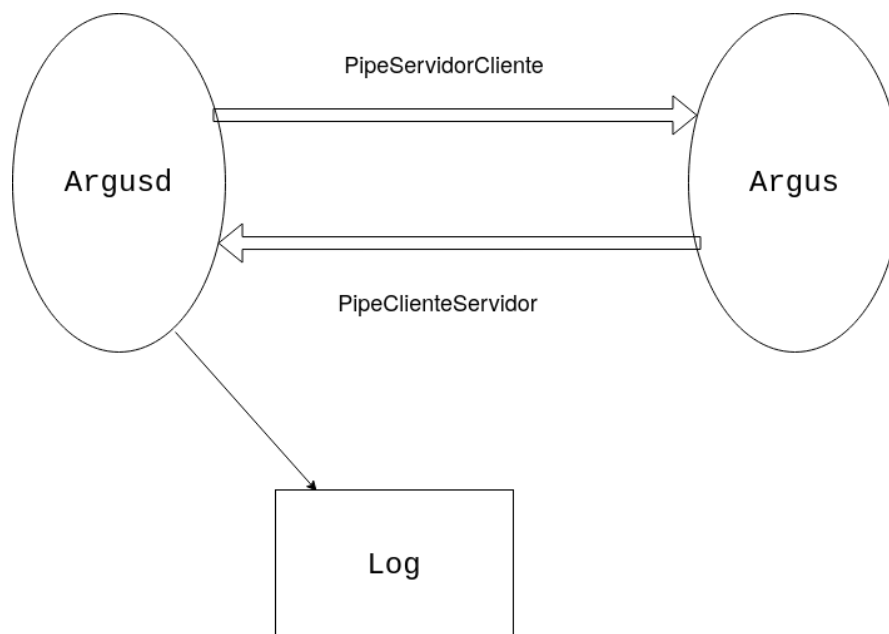 PipeServidorCliente
Argusd
Argus
PipeClienteServidor
Log